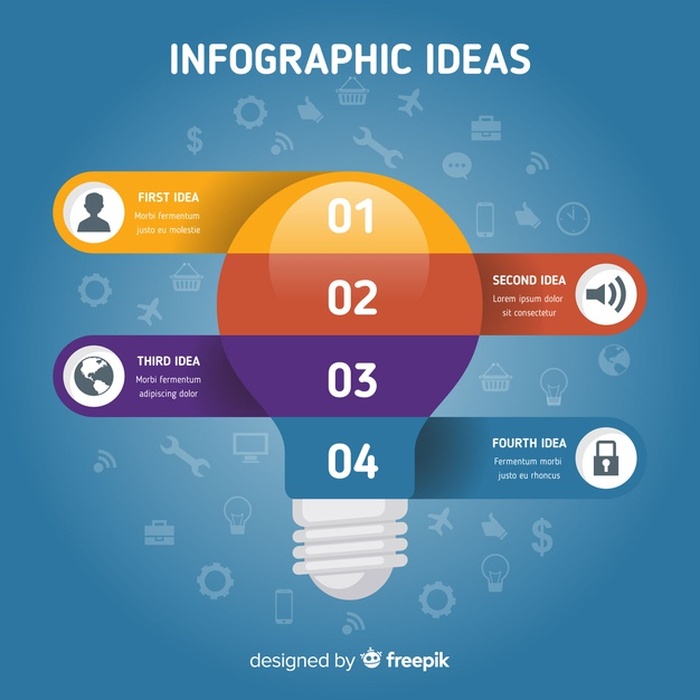 INFOGRAPHIC IDEAS
FIRST IDEA
Morbi fermentum
justo eu molestie
01
02
SECOND IDEA
Lorem ipsum dolor
sit consectetur
THIRD IDEA
Morbi fermentum
adipiscing dolor
03
04
FOURTH IDEA
Fermentum morbi
justo eu rhoncus
designed by freepik